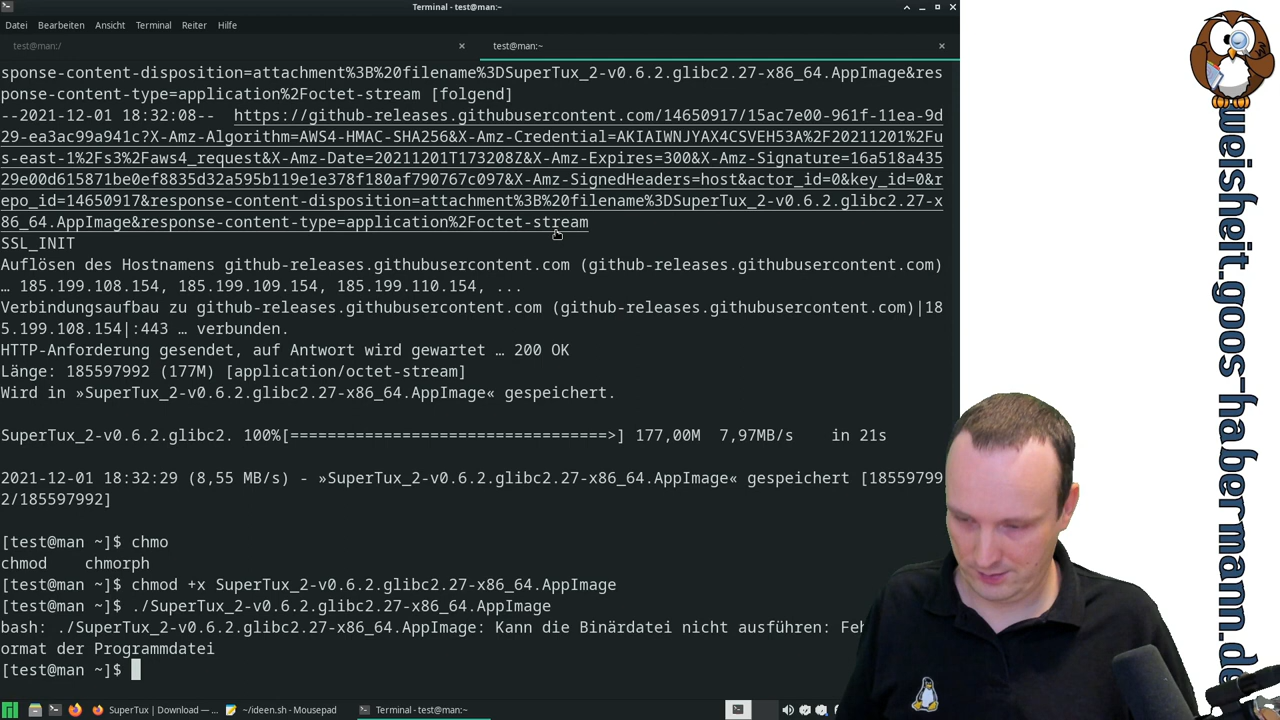 Terminal - test@man:~
Datei Bearbeiten Ansicht Terminal Reiter Hilfe
test@man:/
test@man:~
sponse-content-disposition=attachment%3B%20filename%3DSuperTux_2-v0.6.2.glibc2.27-x86_64.AppImage&res
ponse-content-type=application%2Foctet-stream [folgend]
--2021-12-01 18:32:08-- https://github-releases.githubusercontent.com/14650917/15ac7e00-961f-11ea-9d
29-ea3ac99a941c?X-Amz-Algorithm=AWS4-HMAC-SHA256&X-Amz-Credential=AKIAIWNJYAX4CSVEH53A%2F20211201%2Fu
s-east-1%2Fs3%2Faws4_request&X-Amz-Date=20211201T173208Z&X-Amz-Expires=300&X-Amz-Signature=16a518a435
repo_id=14650917&response-content-disposition=attachment%3B%20filename%3DSuperTux_2-v0.6.2.glibc2.27-x
86_64.AppImage&response-content-type=application%2Foctet-stream
SSL_INIT
Auflösen des Hostnamens github-releases.githubusercontent.com (github-releases.githubusercontent.com)
… 185.199.108.154, 185.199.109.154, 185.199.110.154, ...
Verbindungsaufbau zu github-releases.githubusercontent.com (github-releases.githubusercontent.com)|18
5.199.108.154|:443 … verbunden.
HTTP-Anforderung gesendet, auf Antwort wird gewartet … 200 OK
Länge: 185597992 (177M) [application/octet-stream]
Wird in »SuperTux_2-v0.6.2.glibc2.27-x86_64.AppImage« gespeichert.
SuperTux_2-v0.6.2.glibc2. 100%[=================================>] 177,00M 7,97MB/s in 21s
2021-12-01 18:32:29 (8,55 MB/s) - »SuperTux_2-v0.6.2.glibc2.27-x86_64.AppImage« gespeichert [18559799
2/185597992]
[test@man ~]$ chmo
chmod chmorph
[test@man ~]$ chmod +x SuperTux_2-v0.6.2.glibc2.27-x86_64.AppImage
[test@man ~]$ ./SuperTux_2-v0.6.2.glibc2.27-x86_64.AppImage
bash: ./SuperTux_2-v0.6.2.glibc2.27-x86_64.AppImage: Kann die Binärdatei nicht ausführen: Feh
ormat der Programmdatei
[test@man ~]$
SuperTux | Download —...
~/ideen.sh - Mousepad
Terminal - test@man:~
weisheit.goos-habermann.de